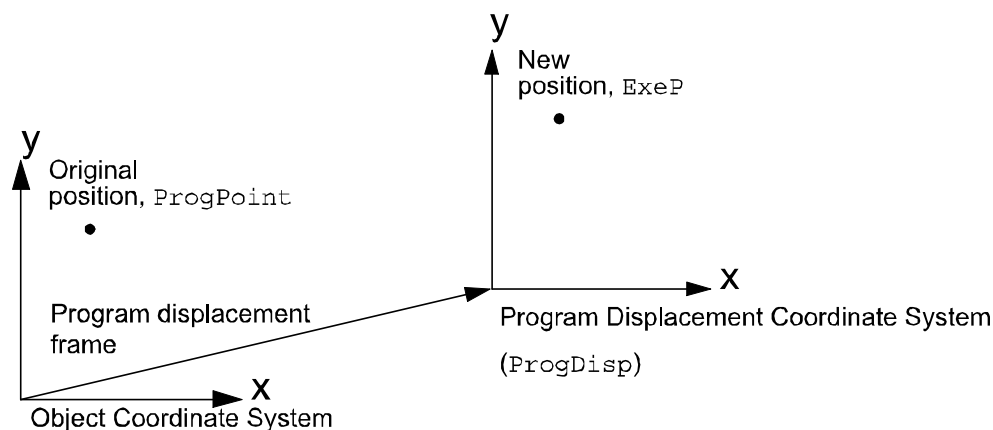 y
New
position, ExeP
y
Original
position, ProgPoint
x
Program displacement
frame
Program Displacement Coordinate System
(ProgDisp)
x
Object Coordinate System